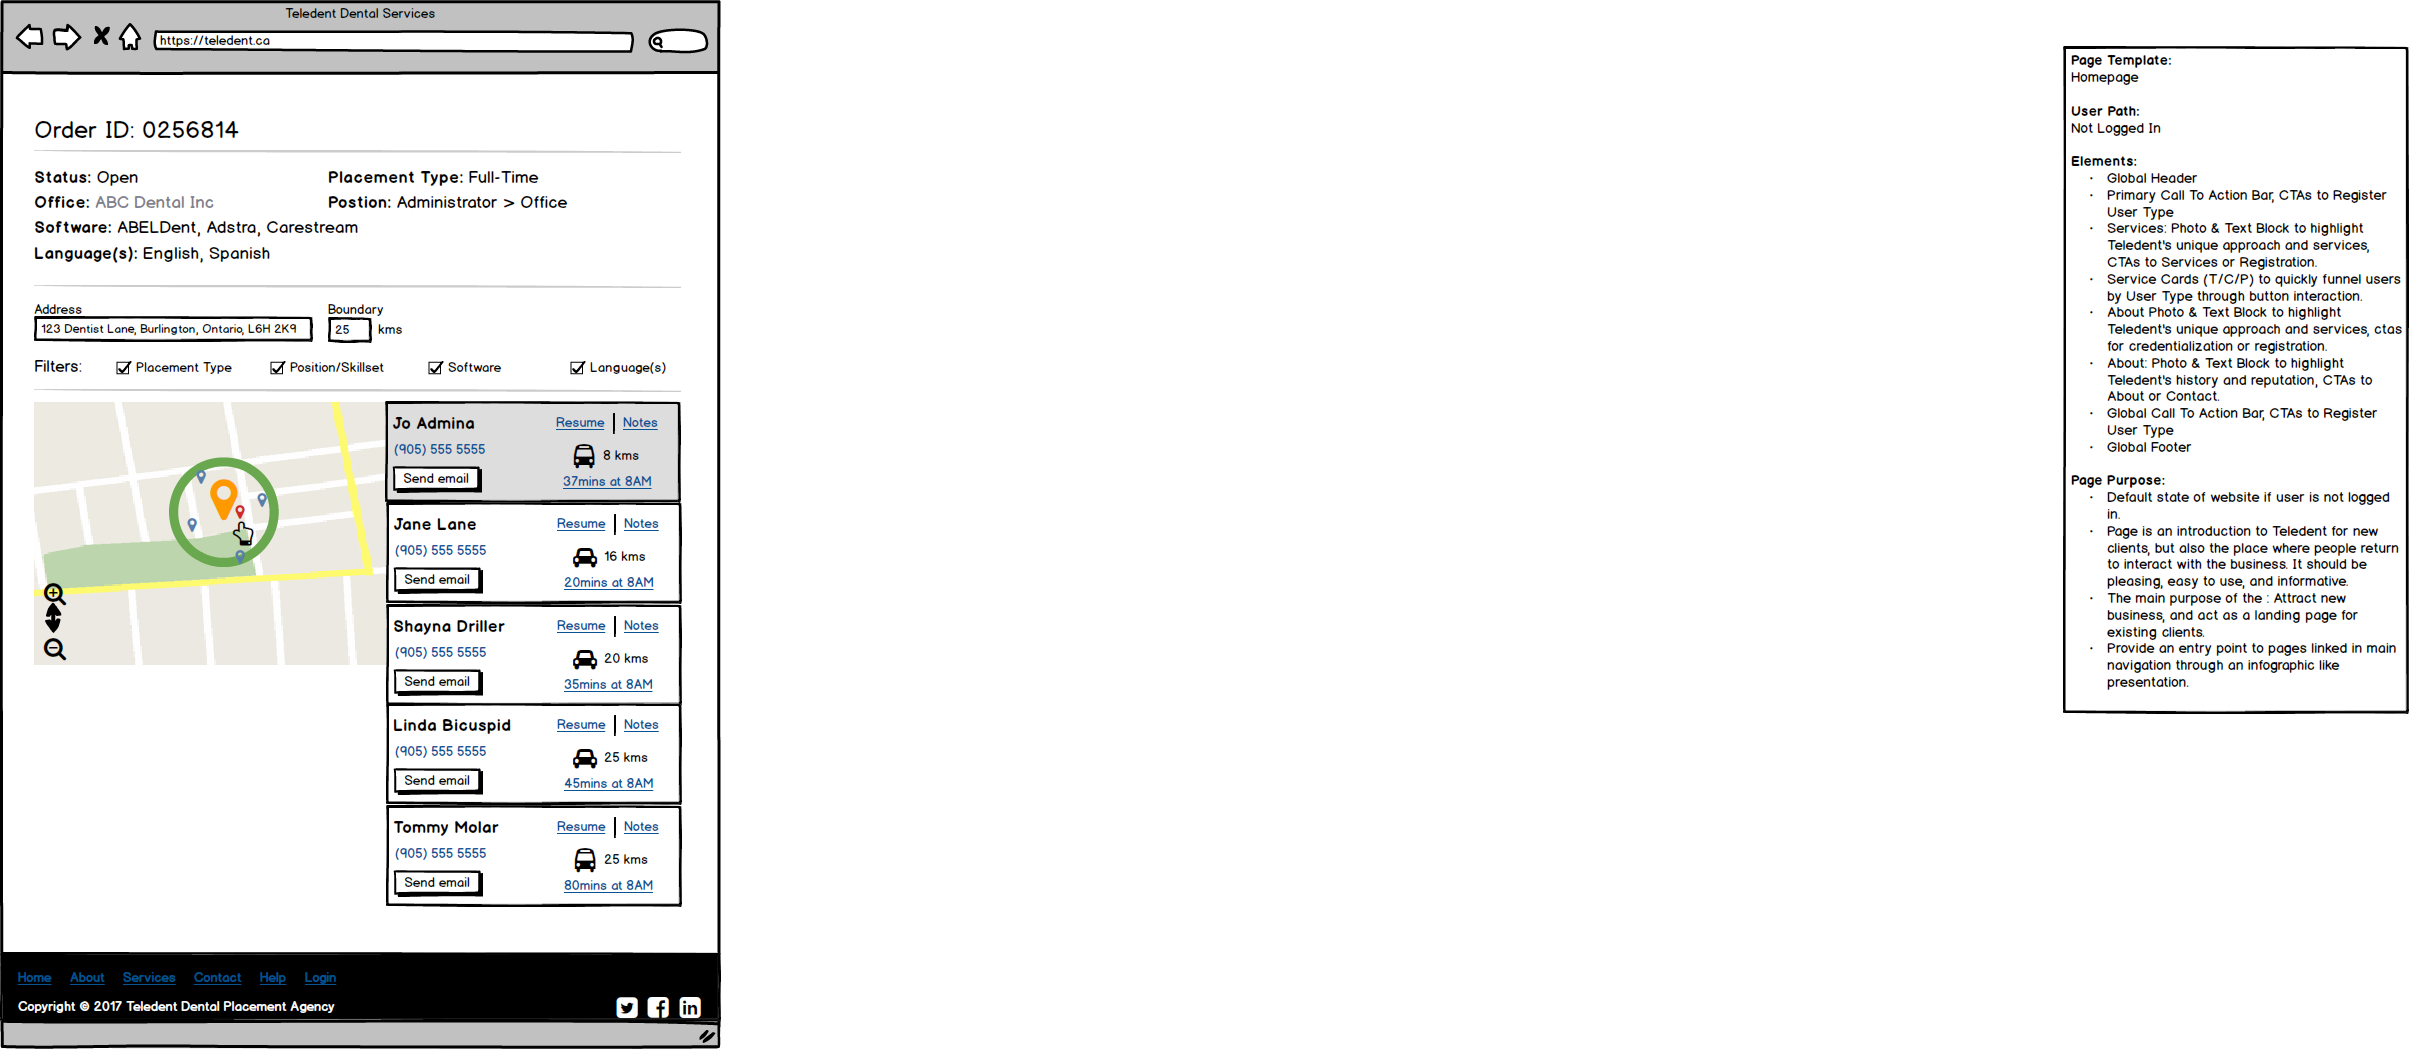 Teledent Dental Services
https://teledent.ca
Order ID: 0256814
Status: Open
Placement Type: Full-Time
Office: ABC Dental Inc
Postion: Administrator > Office
Software: ABELDent, Adstra, Carestream
Language(s): English, Spanish
Address
Boundary
123 Dentist Lane, Burlington, Ontario, L6H 2K9
25 kms
Filters:
Placement Type
Position/Skillset
Software
Language(s)
Jo Admina
Resume | Notes
(905) 555 5555
8 kms
Send email
37mins at 8AM
Jane Lane
Resume | Notes
(905) 555 5555
16 kms
Send email
20mins at 8AM
Shayna Driller
Resume | Notes
(905) 555 5555
20 kms
Send email
35mins at 8AM
Linda Bicuspid
Resume | Notes
(905) 555 5555
25 kms
Send email
45mins at 8AM
Tommy Molar
Resume | Notes
(905) 555 5555
25 kms
Send email
80mins at 8AM
Home About Services Contact Help Login
Copyright © 2017 Teledent Dental Placement Agency
Page Template:
Homepage
User Path:
Not Logged In
Elements:
· Global Header
· Primary Call To Action Bar, CTAs to Register
User Type
· Services: Photo & Text Block to highlight
Teledent's unique approach and services,
CTAs to Services or Registration.
· Service Cards (T/C/P) to quickly funnel users
by User Type through button interaction.
· About Photo & Text Block to highlight
Teledent's unique approach and services, ctas
for credentialization or registration.
· About: Photo & Text Block to highlight
Teledent's history and reputation, CTAs to
About or Contact.
· Global Call To Action Bar, CTAs to Register
User Type
· Global Footer
Page Purpose:
· Default state of website if user is not logged
in.
· Page is an introduction to Teledent for new
clients, but also the place where people return
to interact with the business. It should be
pleasing, easy to use, and informative.
· The main purpose of the : Attract new
business, and act as a landing page for
existing clients.
· Provide an entry point to pages linked in main
navigation through an infographic like
presentation.